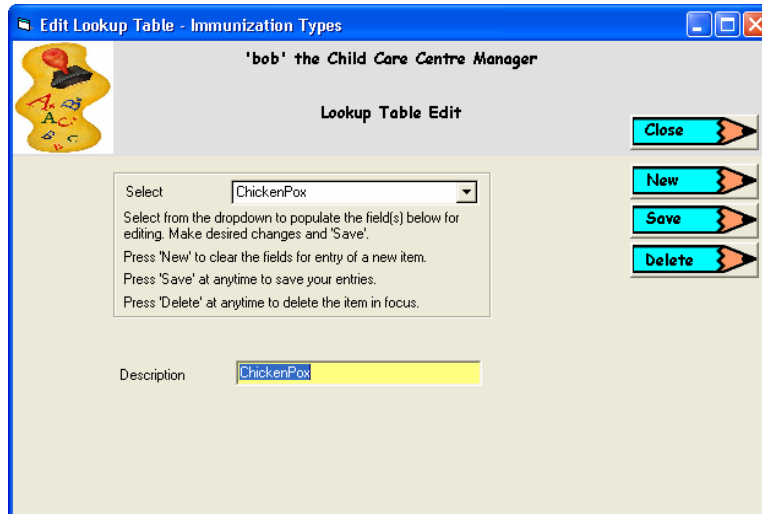 Edit Lookup Table - Immunization Types
'bob' the Child Care Centre Manager
Lookup Table Edit
Close
New
Save
Delete
Select ChickenPox
Select from the dropdown to populate the field(s) below for
editing. Make desired changes and 'Save'.
Press 'New' to clear the fields for entry of a new item.
Press 'Save' at anytime to save your entries.
Press 'Delete' at anytime to delete the item in focus.
Description ChickenPox